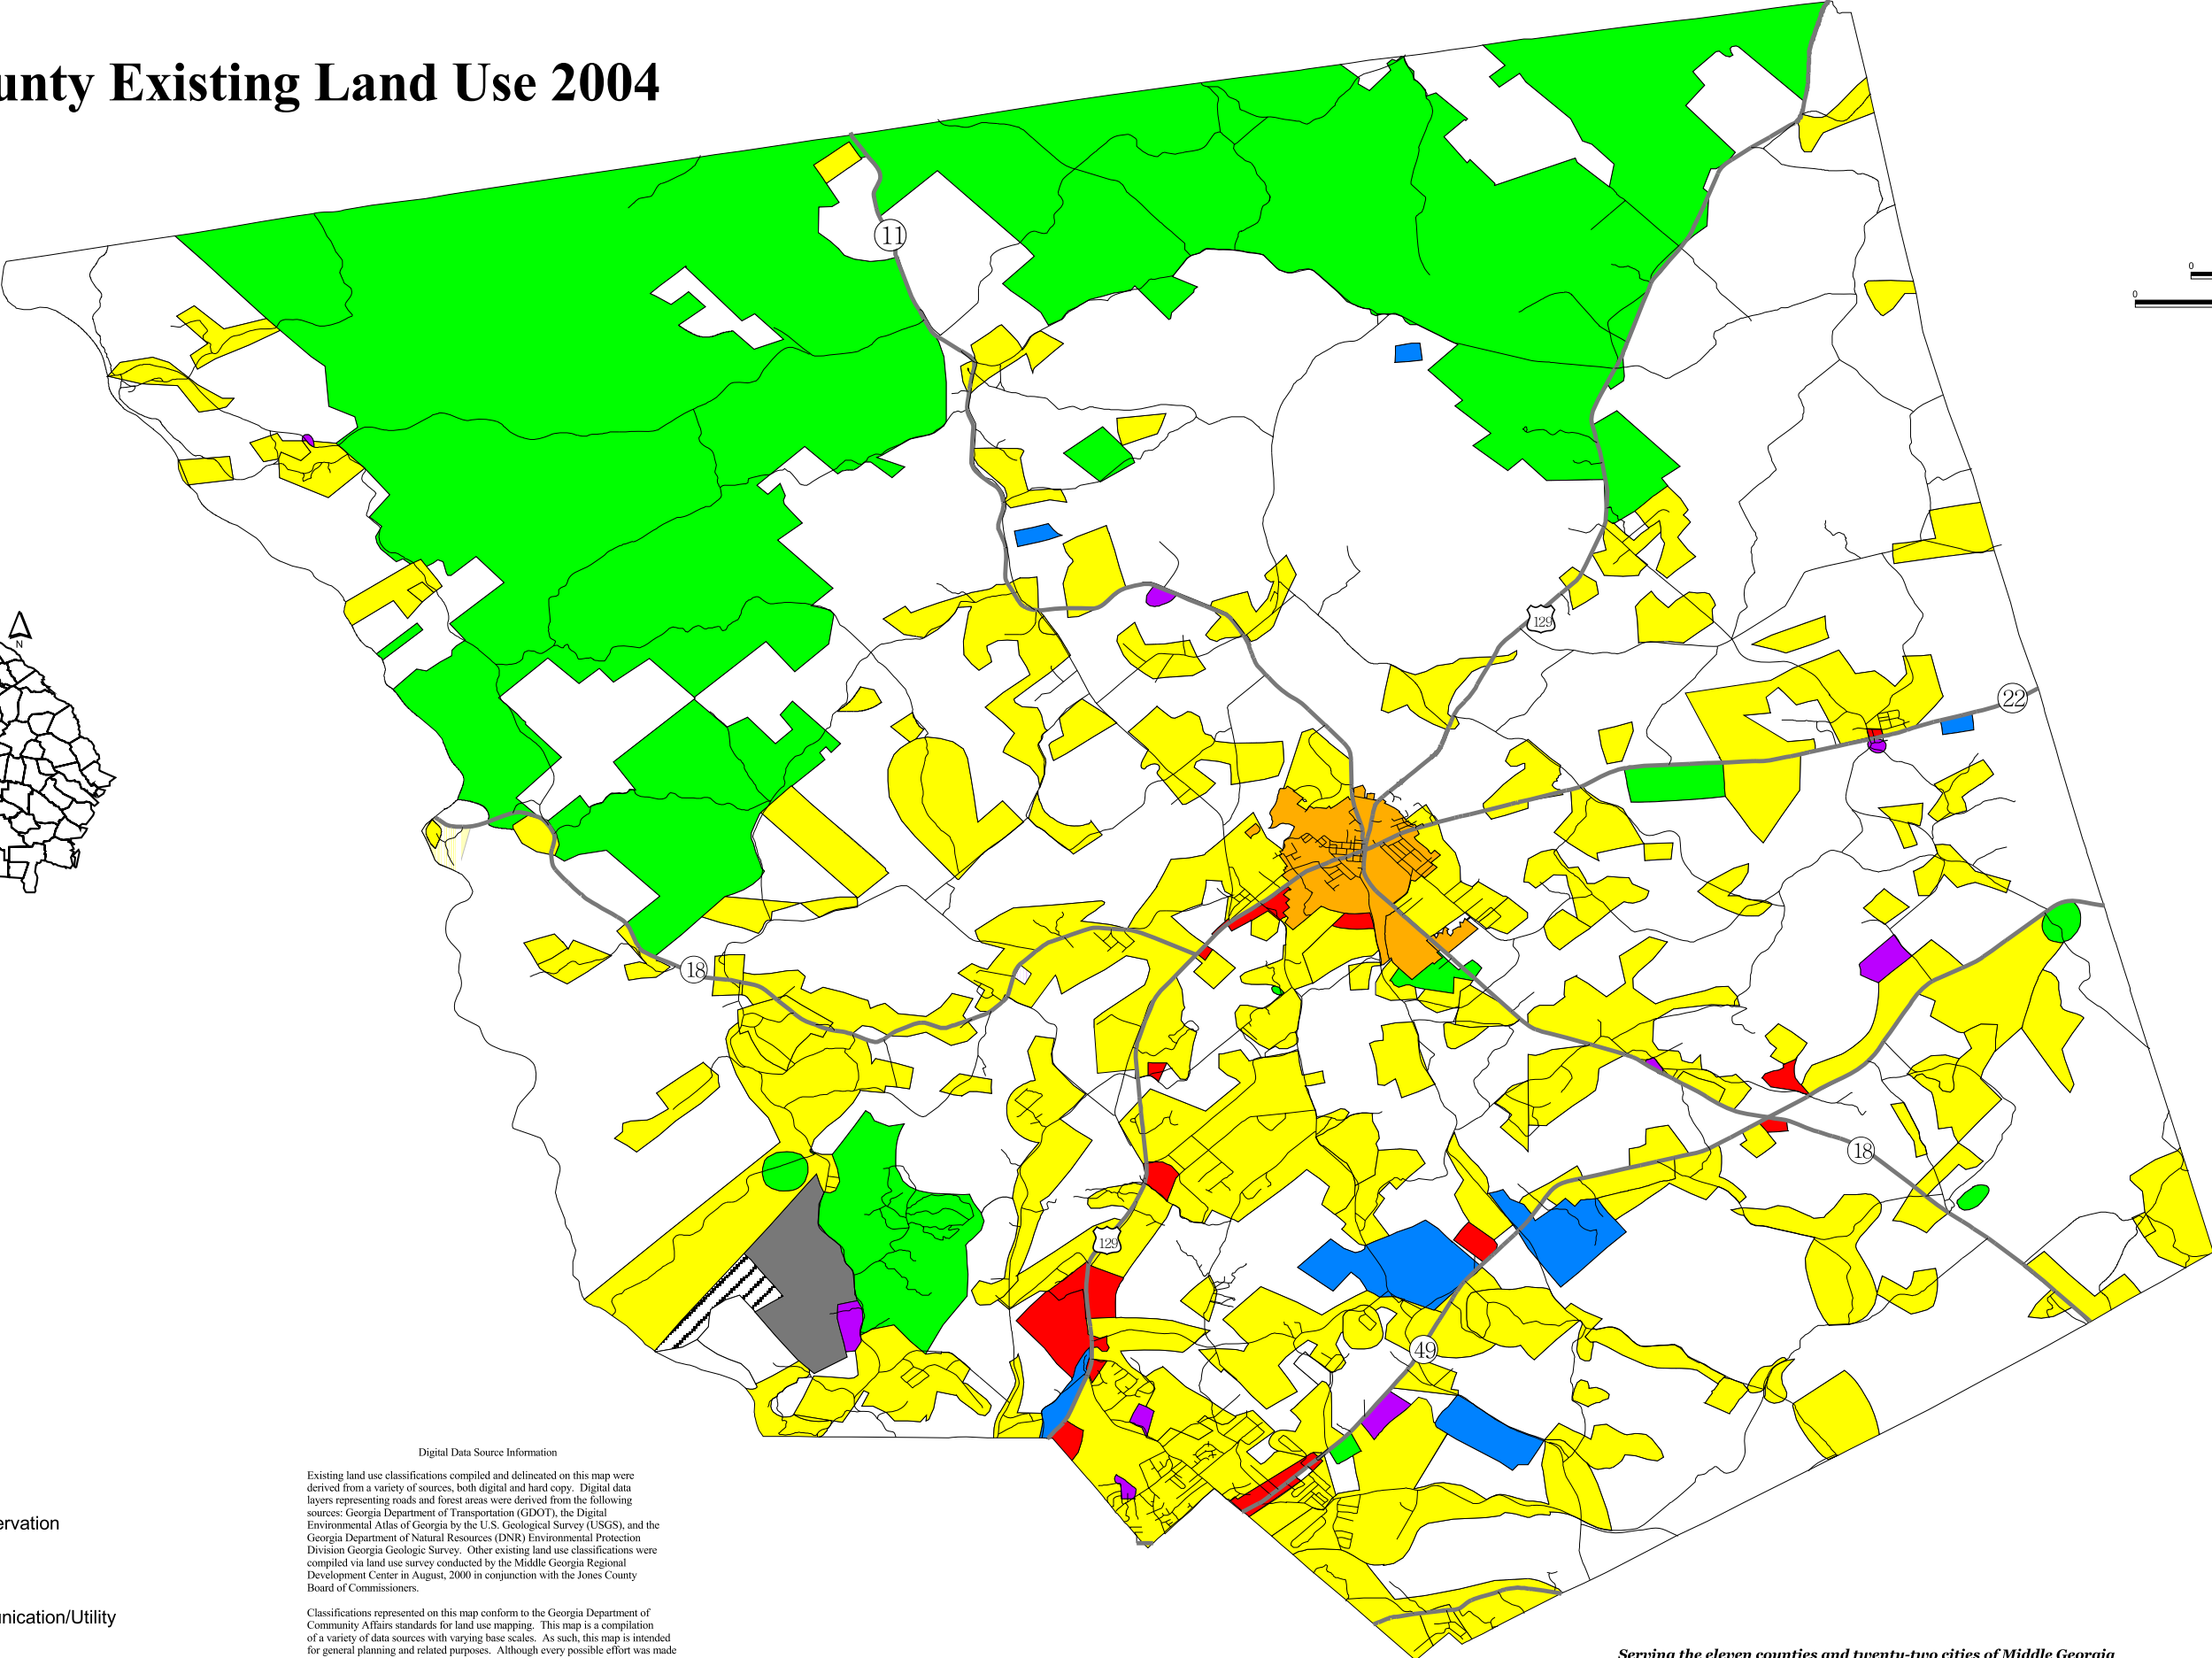 unty Existing Land Use 2004
11
0
0
N
129
22
18
18
129
49
Digital Data Source Information
Existing land use classifications compiled and delineated on this map were
derived from a variety of sources, both digital and hard copy. Digital data
layers representing roads and forest areas were derived from the following
sources: Georgia Department of Transportation (GDOT), the Digital
Environmental Atlas of Georgia by the U.S. Geological Survey (USGS), and the
Georgia Department of Natural Resources (DNR) Environmental Protection
Division Georgia Geologic Survey. Other existing land use classifications were
compiled via land use survey conducted by the Middle Georgia Regional
Development Center in August, 2000 in conjunction with the Jones County
Board of Commissioners.
Classifications represented on this map conform to the Georgia Department of
Community Affairs standards for land use mapping. This map is a compilation
of a variety of data sources with varying base scales. As such, this map is intended
for general planning and related purposes. Although every possible effort was made
ervation
nication/Utility
Serving the eleven counties and twenty-two cities of Middle Georgia